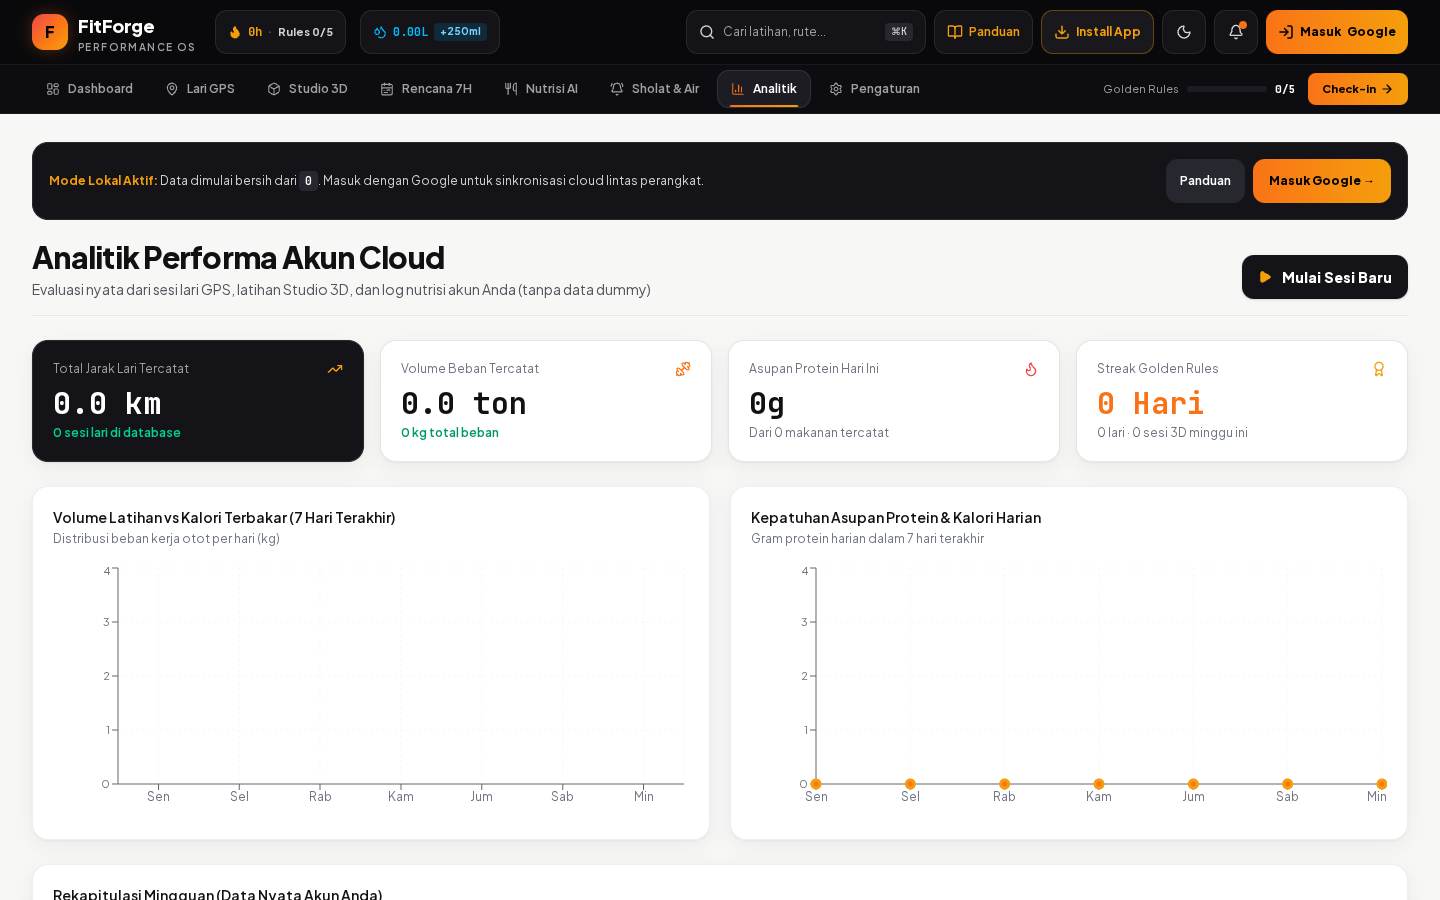 F
FitForge
PERFORMANCE OS
0h · Rules 0/5
0.00L +250ml
Cari latihan, rute...
⌘K
Panduan
Install App
Masuk Google
Dashboard
Lari GPS
Studio 3D
Rencana 7H
Nutrisi AI
Sholat & Air
Analitik
Pengaturan
Golden Rules
0/5
Check-in →
Mode Lokal Aktif: Data dimulai bersih dari 0. Masuk dengan Google untuk sinkronisasi cloud lintas perangkat.
Panduan
Masuk Google →
Analitik Performa Akun Cloud
Evaluasi nyata dari sesi lari GPS, latihan Studio 3D, dan log nutrisi akun Anda (tanpa data dummy)
Mulai Sesi Baru
Total Jarak Lari Tercatat
0.0 km
0 sesi lari di database
Volume Beban Tercatat
0.0 ton
0 kg total beban
Asupan Protein Hari Ini
0g
Dari 0 makanan tercatat
Streak Golden Rules
0 Hari
0 lari · 0 sesi 3D minggu ini
Volume Latihan vs Kalori Terbakar (7 Hari Terakhir)
Distribusi beban kerja otot per hari (kg)
4
3
2
1
0
Sen Sel Rab Kam Jum Sab Min
Kepatuhan Asupan Protein & Kalori Harian
Gram protein harian dalam 7 hari terakhir
4
3
2
1
0
Sen Sel Rab Kam Jum Sab Min
Rekapitulasi Mingguan (Data Nyata Akun Anda)